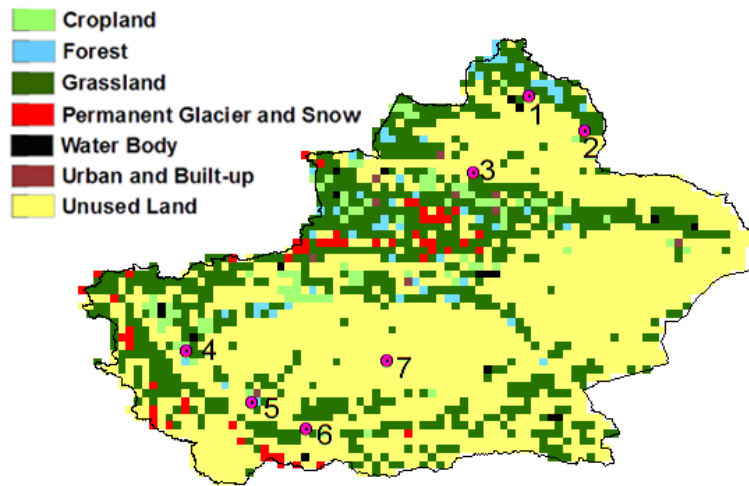 Cropland
Forest
Grassland
Permanent Glacier and Snow
Water Body
Urban and Built-up
Unused Land
1
2
3
4
7
5
6